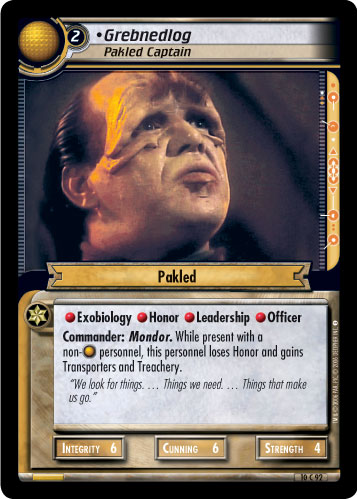 2
•Grebnedlog
Pakled Captain
Pakled
Exobiology Honor Leadership Officer
Commander: Mondor. While present with a
non- personnel, this personnel loses Honor and gains
Transporters and Treachery.
"We look for things. … Things we need. … Things that make
us go."
INTEGRITY 6 CUNNING 6 STRENGTH 4
10 C 92